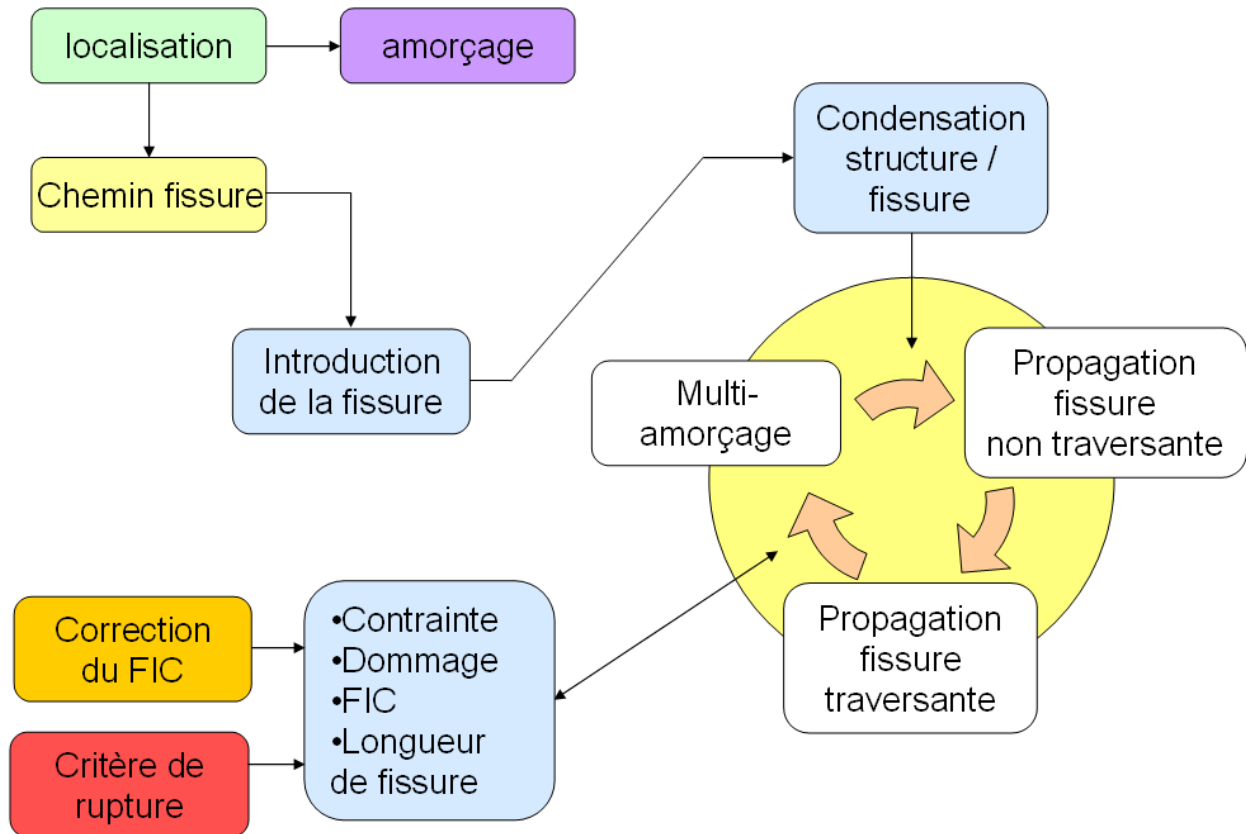 localisation
amorçage
Chemin fissure
Condensation
structure /
fissure
Introduction
de la fissure
Multi-
amorçage
Propagation
fissure
non traversante
Propagation
fissure
traversante
Correction
du FIC
•Contrainte
•Dommage
•FIC
•Longueur
de fissure
Critère de
rupture